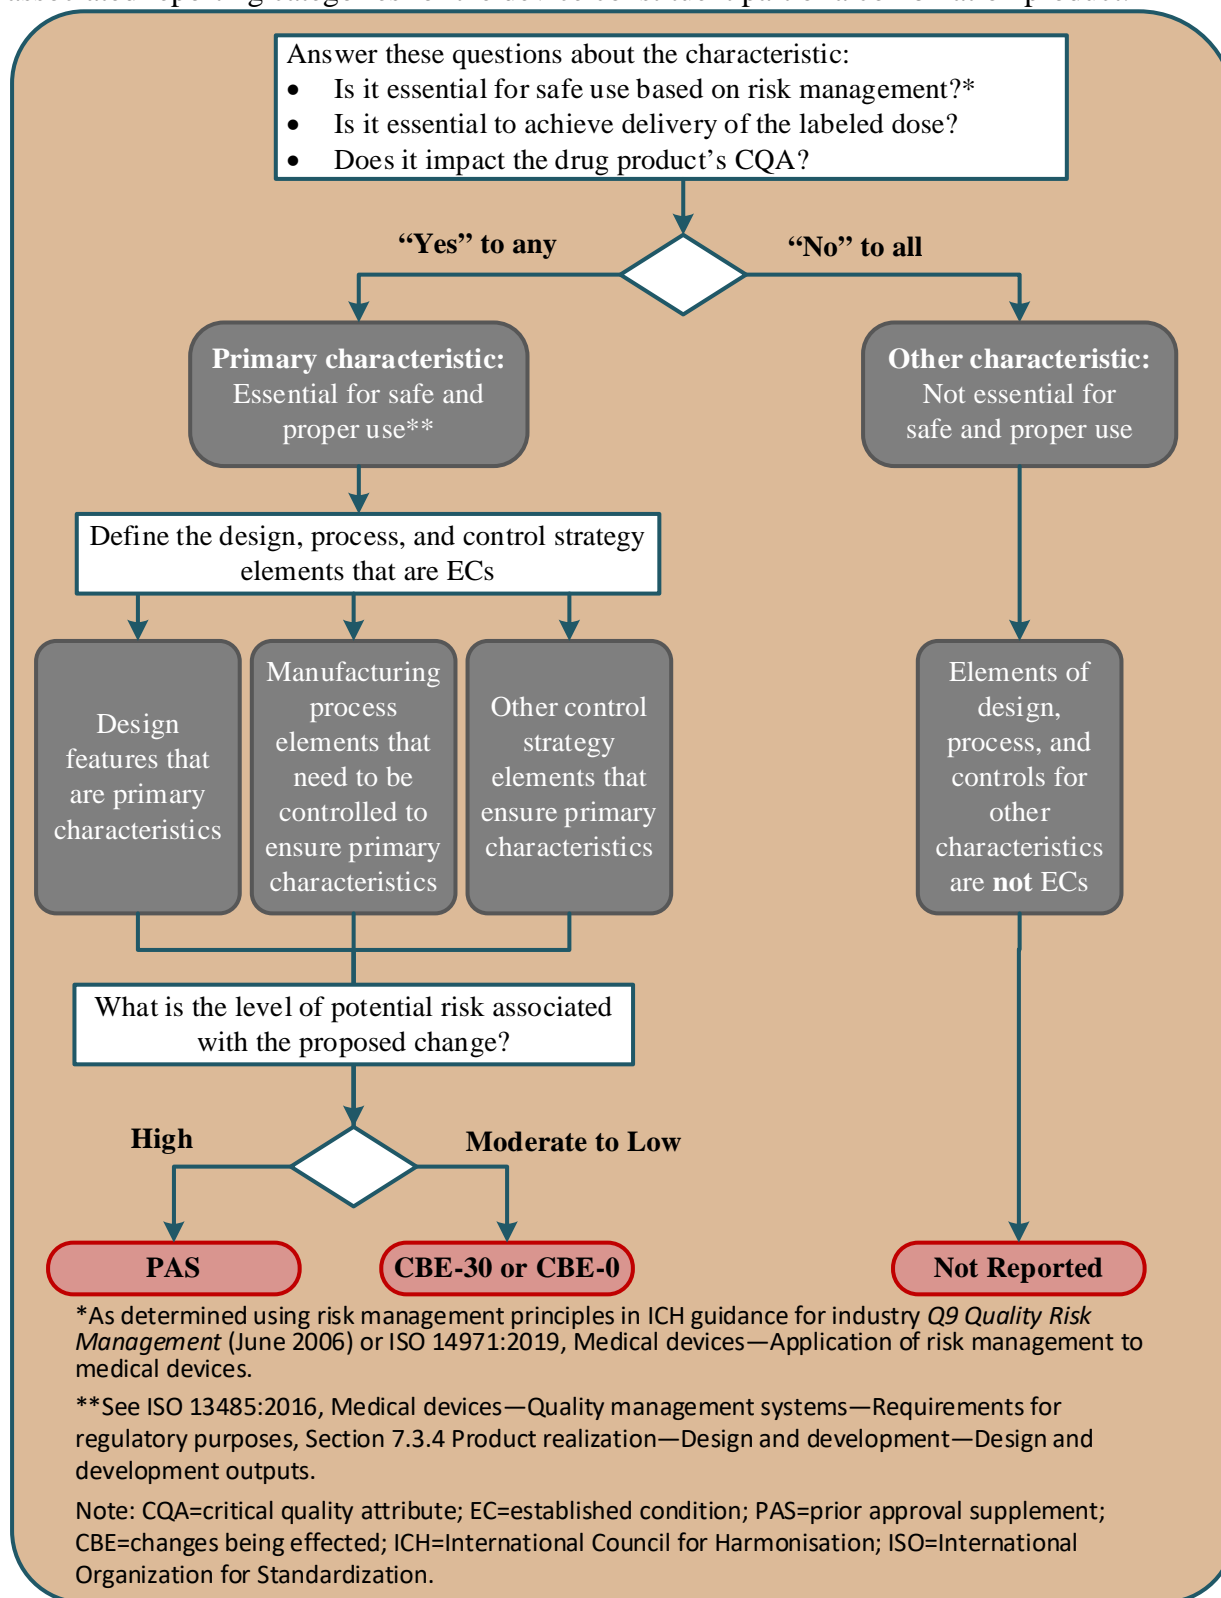 associated reporting categories for the device constituent part of a combination product.
Answer these questions about the characteristic:
• Is it essential for safe use based on risk management?*
• Is it essential to achieve delivery of the labeled dose?
• Does it impact the drug product’s CQA?
“Yes” to any
“No” to all
Primary characteristic:
Essential for safe and
proper use**
Other characteristic:
Not essential for
safe and proper use
Define the design, process, and control strategy
elements that are ECs
Design
features that
are primary
characteristics
Manufacturing
process
elements that
need to be
controlled to
ensure primary
characteristics
Other control
strategy
elements that
ensure primary
characteristics
Elements of
design,
process, and
controls for
other
characteristics
are not ECs
What is the level of potential risk associated
with the proposed change?
High
Moderate to Low
PAS
CBE-30 or CBE-0
Not Reported
*As determined using risk management principles in ICH guidance for industry Q9 Quality Risk
Management (June 2006) or ISO 14971:2019, Medical devices—Application of risk management to
medical devices.
**See ISO 13485:2016, Medical devices—Quality management systems—Requirements for
regulatory purposes, Section 7.3.4 Product realization—Design and development—Design and
development outputs.
Note: CQA=critical quality attribute; EC=established condition; PAS=prior approval supplement;
CBE=changes being effected; ICH=International Council for Harmonisation; ISO=International
Organization for Standardization.